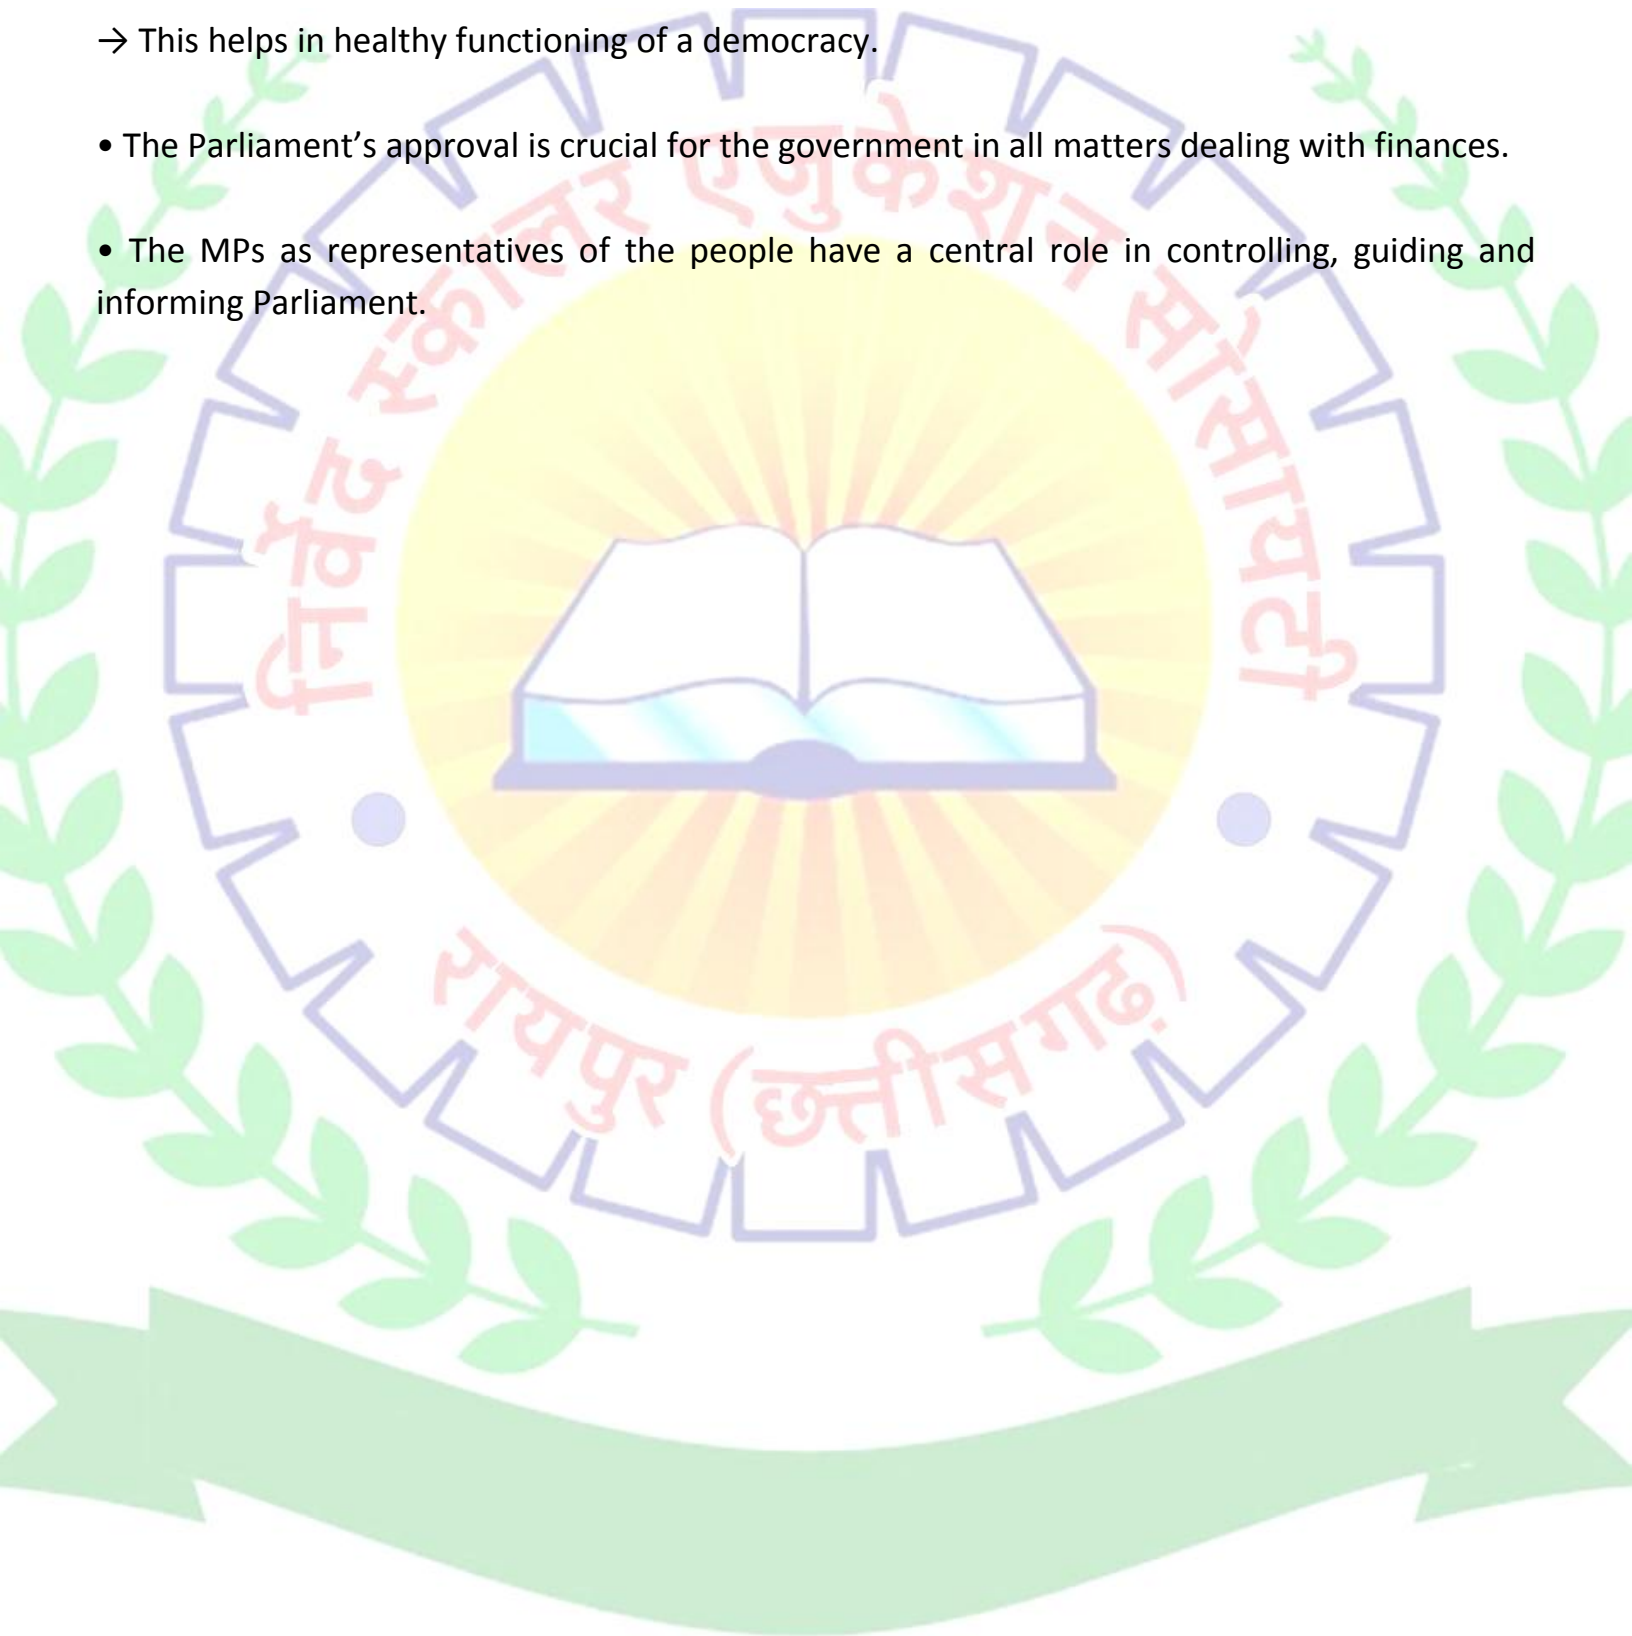 → This helps in healthy functioning of a democracy.
• The Parliament’s approval is crucial for the government in all matters dealing with finances.
• The MPs as representatives of the people have a central role in controlling, guiding and
informing Parliament.
निर्वेद स्कालर एजुकेशन सोसायटी
रायपुर (छत्तीसगढ़)